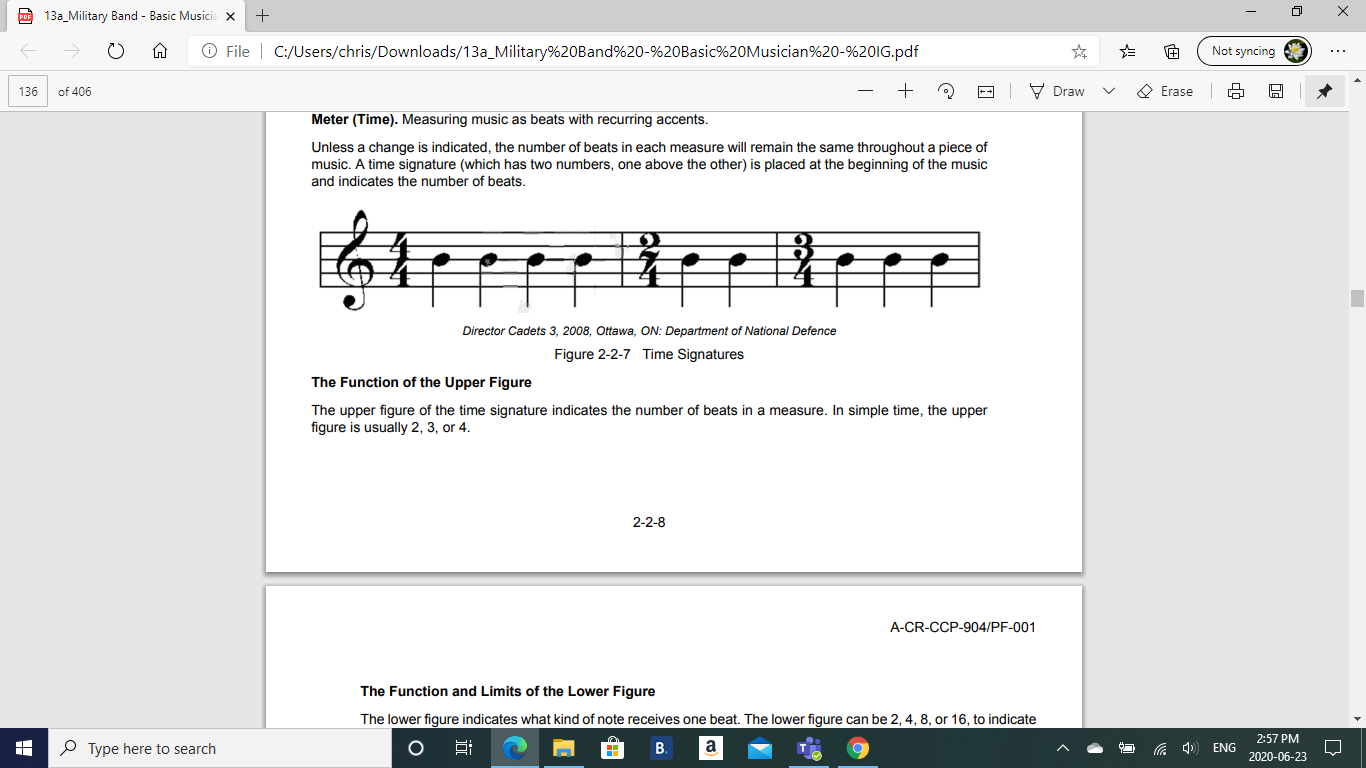 13a_Military Band - Basic Musicia
Not syncing
File
C:/Users/chris/Downloads/13a_Military%20Band%20-%20Basic%20Musician%20-%20IG.pdf
136 of 406
Draw
Erase
Meter (Time). Measuring music as beats with recurring accents.
Unless a change is indicated, the number of beats in each measure will remain the same throughout a piece of
music. A time signature (which has two numbers, one above the other) is placed at the beginning of the music
and indicates the number of beats.
4 2 3
4 4 4
Director Cadets 3, 2008, Ottawa, ON: Department of National Defence
Figure 2-2-7 Time Signatures
The Function of the Upper Figure
The upper figure of the time signature indicates the number of beats in a measure. In simple time, the upper
figure is usually 2, 3, or 4.
2-2-8
A-CR-CCP-904/PF-001
The Function and Limits of the Lower Figure
The lower figure indicates what kind of note receives one beat. The lower figure can be 2, 4, 8, or 16, to indicate
Type here to search
B.
a
ENG
2:57 PM
2020-06-23